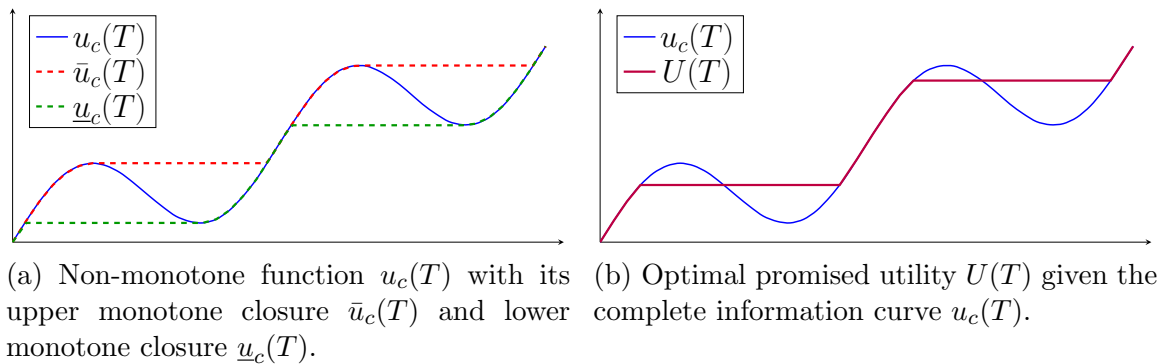 u_c(T)
ū_c(T)
u̲_c(T)
u_c(T)
U(T)
(a) Non-monotone function u_c(T) with its
upper monotone closure ū_c(T) and lower
monotone closure u̲_c(T).
(b) Optimal promised utility U(T) given the
complete information curve u_c(T).